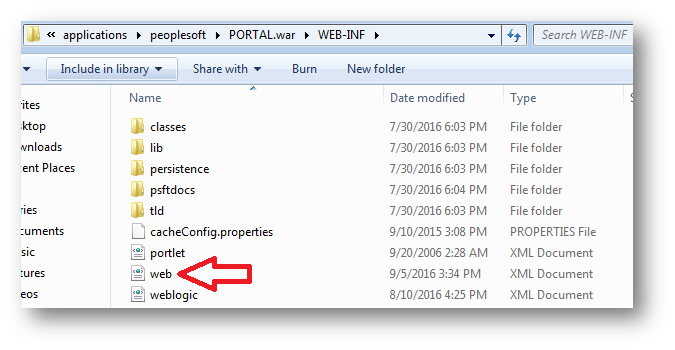 « applications ▸ peoplesoft ▸ PORTAL.war ▸ WEB-INF ▸ Search WEB-INF
Include in library Share with Burn New folder
Name Date modified Type S
rites
sktop
classes 7/30/2016 6:03 PM File folder
wnloads
lib 7/30/2016 6:03 PM File folder
ent Places
persistence 7/30/2016 6:03 PM File folder
psftdocs 7/30/2016 6:04 PM File folder
ries
tld 7/30/2016 6:03 PM File folder
uments
cacheConfig.properties 9/10/2015 3:08 PM PROPERTIES File
sic
portlet 9/20/2006 2:28 AM XML Document
tures
web 9/5/2016 3:34 PM XML Document
eos
weblogic 8/10/2016 4:25 PM XML Document